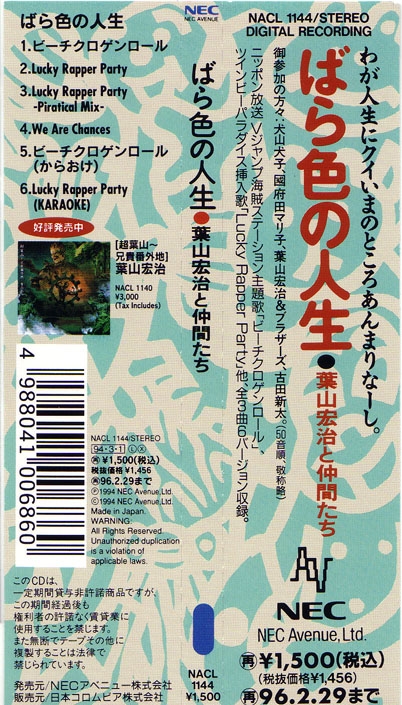 ばら色の人生
1.ビーチクロゲンロール
2.Lucky Rapper Party
3.Lucky Rapper Party
-Piratical Mix-
4.We Are Chances
5.ビーチクロゲンロール
(からおけ)
6.Lucky Rapper Party
(KARAOKE)
好評発売中
[超葉山〜
兄貴番外地]
葉山宏治
NACL 1140
¥3,000
(Tax Includes)
4 988041 006860
NACL 1144/STEREO
94・3・1 Ⓛ Ⓧ
再¥1,500(税込)
税抜価格¥1,456
再96.2.29まで
Ⓟ1994 NEC Avenue,Ltd.
©1994 NEC Avenue,Ltd.
Made in Japan.
WARNING:
All Rights Reserved.
Unauthorized duplication
is a violation of
applicable laws.
このCDは、
一定期間貸与非許諾商品ですが、
この期間経過後も
権利者の許諾なく賃貸業に
使用することを禁じます。
また無断でテープその他に
複製することは法律で
禁じられています。
発売元/NECアベニュー株式会社
販売元/日本コロムビア株式会社
NEC
NEC AVENUE
ばら色の人生●葉山宏治と仲間たち
NACL
1144
¥1,500
NACL 1144/STEREO
DIGITAL RECORDING
わが人生にクイいまのところあんまりなーし。
ばら色の人生●葉山宏治と仲間たち
御参加の方々:犬山犬子、國府田マリ子、葉山宏治&ブラザーズ、古田新太。(50音順、敬称略)
ニッポン放送Vジャンプ海賊ステーション主題歌「ビーチクロゲンロール」、
ツインビーパラダイス挿入歌「Lucky Rapper Party」他、全3曲6バージョン収録。
AV
NEC
NEC Avenue, Ltd.
再¥1,500(税込)
(税抜価格¥1,456)
再96.2.29まで